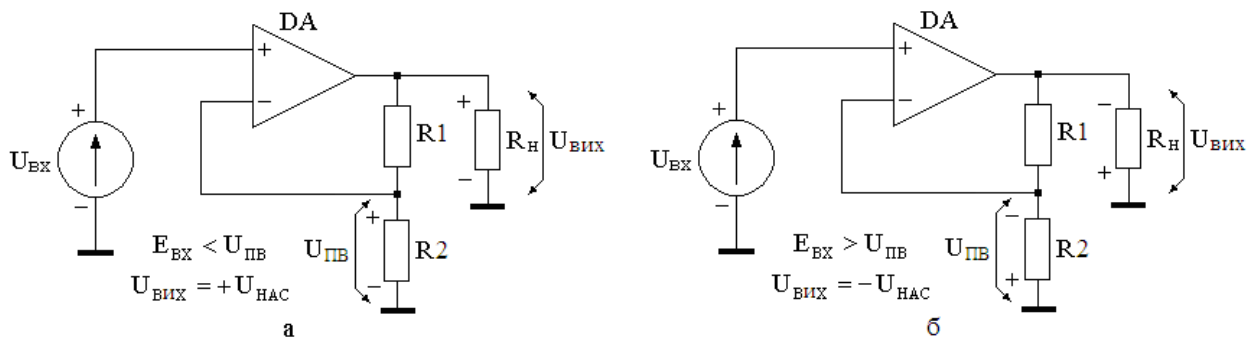 DA
+
−
+
−
U_ВХ
R1
R2
+
−
R_Н
U_ВИХ
+
−
U_ПВ
E_ВХ < U_ПВ
U_ВИХ = +U_НАС
а
DA
+
−
+
−
U_ВХ
R1
R2
−
+
R_Н
U_ВИХ
−
+
U_ПВ
E_ВХ > U_ПВ
U_ВИХ = −U_НАС
б